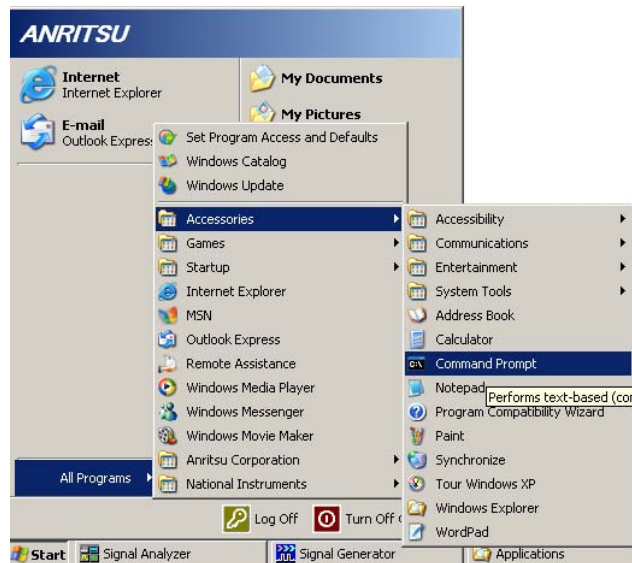 ANRITSU
Internet
Internet Explorer
E-mail
Outlook Express
My Documents
My Pictures
Set Program Access and Defaults
Windows Catalog
Windows Update
Accessories
Games
Startup
Internet Explorer
MSN
Outlook Express
Remote Assistance
Windows Media Player
Windows Messenger
Windows Movie Maker
Anritsu Corporation
National Instruments
Accessibility
Communications
Entertainment
System Tools
Address Book
Calculator
C:\ Command Prompt
Notepad
Performs text-based (co
Program Compatibility Wizard
Paint
Synchronize
Tour Windows XP
Windows Explorer
WordPad
All Programs
Log Off
Turn Off
Start
Signal Analyzer
Signal Generator
Applications